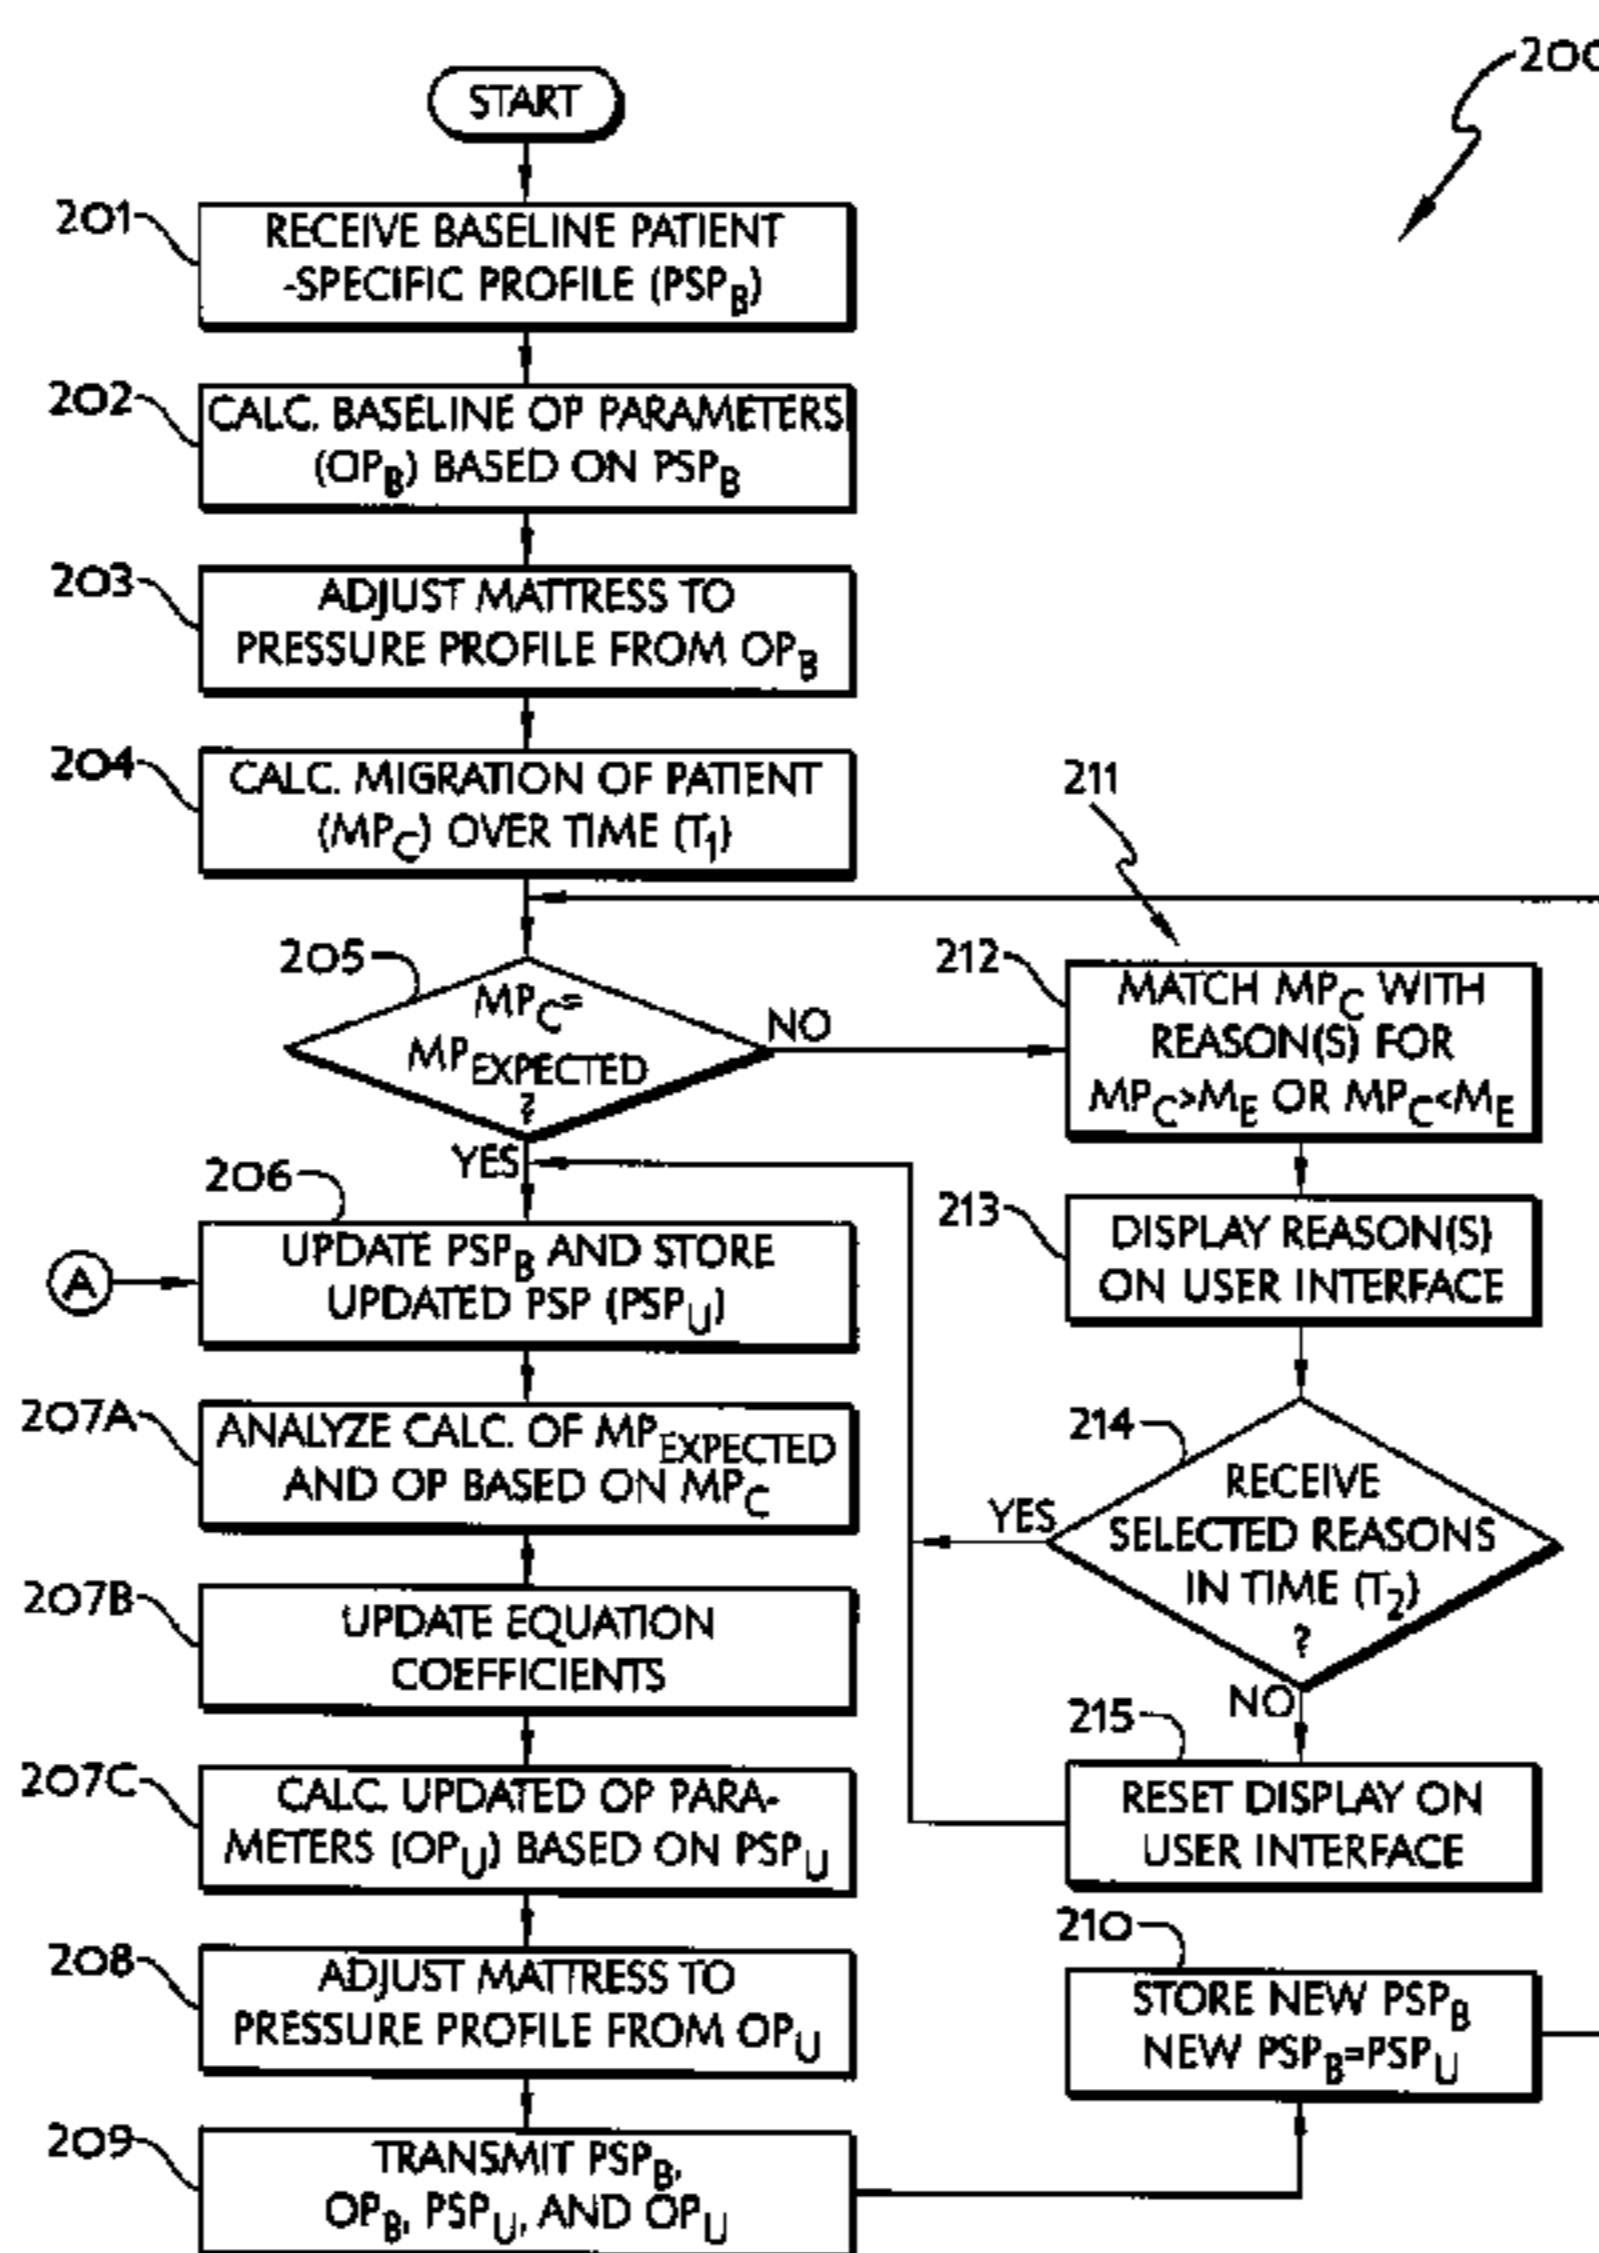 200
START
201
RECEIVE BASELINE PATIENT
-SPECIFIC PROFILE (PSPB)
202
CALC. BASELINE OP PARAMETERS
(OPB) BASED ON PSPB
203
ADJUST MATTRESS TO
PRESSURE PROFILE FROM OPB
204
CALC. MIGRATION OF PATIENT
(MPC) OVER TIME (T1)
205
MPC=
MPEXPECTED
?
NO
YES
206
UPDATE PSPB AND STORE
UPDATED PSP (PSPU)
A
207A
ANALYZE CALC. OF MPEXPECTED
AND OP BASED ON MPC
207B
UPDATE EQUATION
COEFFICIENTS
207C
CALC. UPDATED OP PARA-
METERS (OPU) BASED ON PSPU
208
ADJUST MATTRESS TO
PRESSURE PROFILE FROM OPU
209
TRANSMIT PSPB,
OPB, PSPU, AND OPU
211
212
MATCH MPC WITH
REASON(S) FOR
MPC>ME OR MPC<ME
213
DISPLAY REASON(S)
ON USER INTERFACE
214
RECEIVE
SELECTED REASONS
IN TIME (T2)
?
YES
NO
215
RESET DISPLAY ON
USER INTERFACE
210
STORE NEW PSPB
NEW PSPB=PSPU